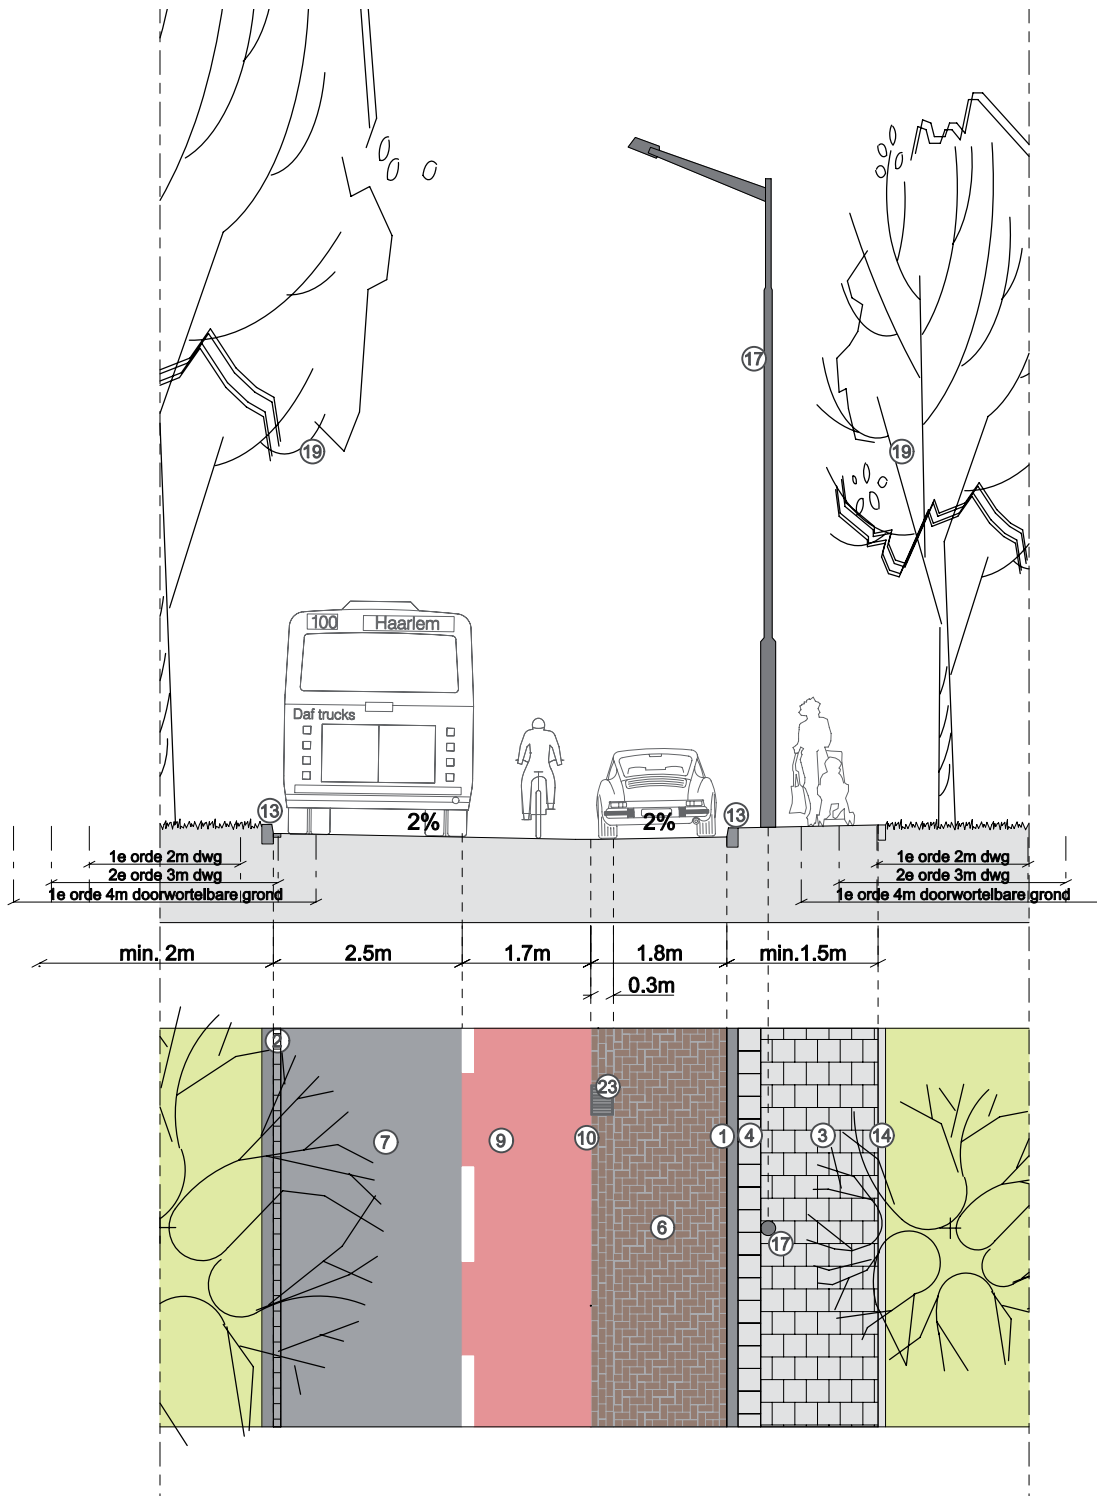 17
19
19
100 Haarlem
Daf trucks
13
13
2%
2%
1e orde 2m dwg
1e orde 2m dwg
2e orde 3m dwg
2e orde 3m dwg
1e orde 4m doorwortelbare grond
1e orde 4m doorwortelbare grond
min. 2m
2.5m
1.7m
1.8m
min.1.5m
0.3m
2
23
7
9
10
1
4
3
14
6
17